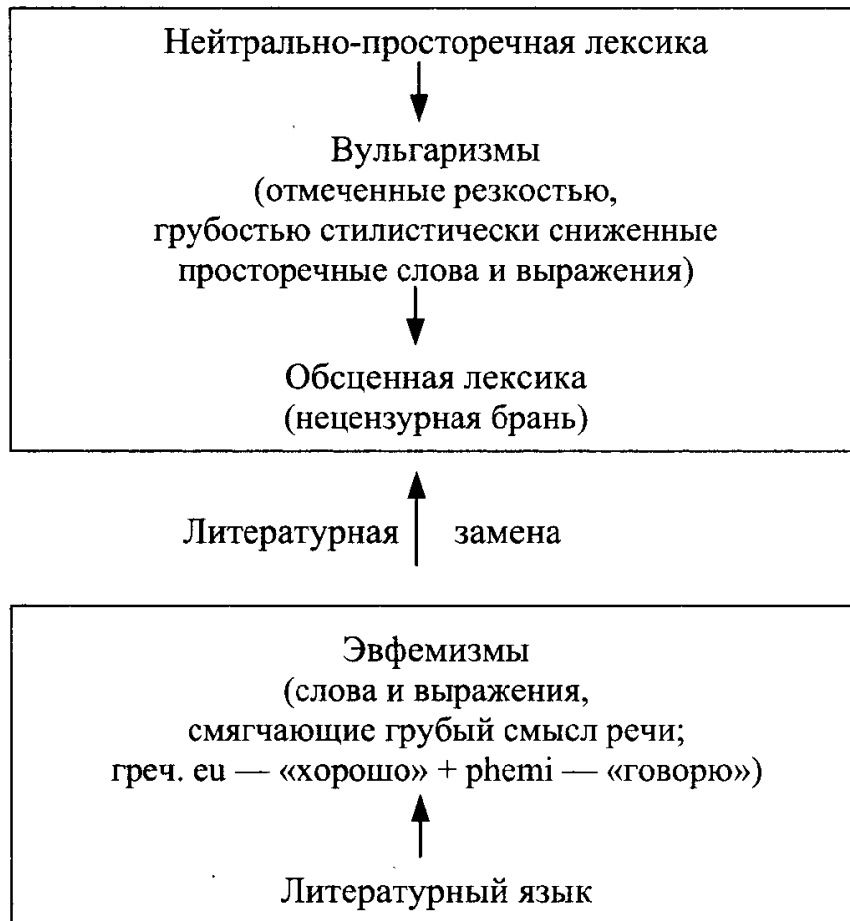 Нейтрально-просторечная лексика
Вульгаризмы
(отмеченные резкостью,
грубостью стилистически сниженные
просторечные слова и выражения)
Обсценная лексика
(нецензурная брань)
Литературная замена
Эвфемизмы
(слова и выражения,
смягчающие грубый смысл речи;
греч. eu — «хорошо» + phemi — «говорю»)
Литературный язык